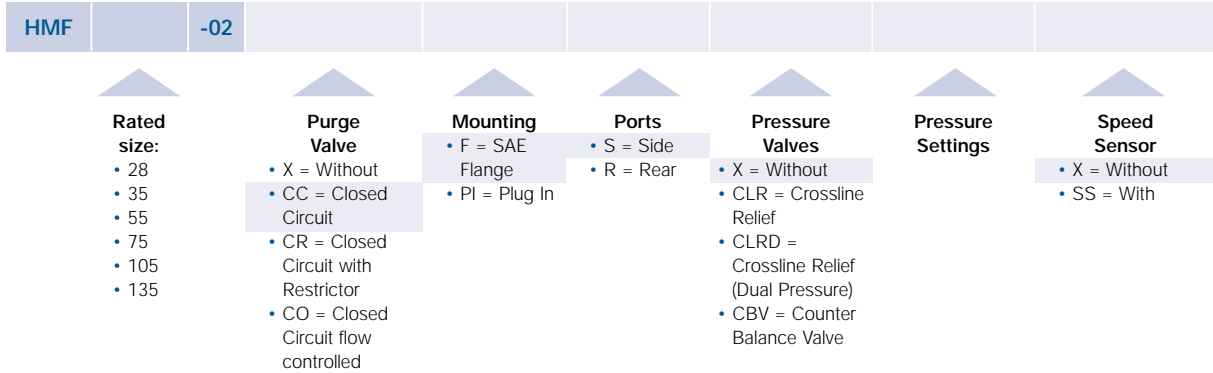 HMF -02
Rated
size:
• 28
• 35
• 55
• 75
• 105
• 135
Purge
Valve
• X = Without
• CC = Closed
Circuit
• CR = Closed
Circuit with
Restrictor
• CO = Closed
Circuit flow
controlled
Mounting
• F = SAE
Flange
• PI = Plug In
Ports
• S = Side
• R = Rear
Pressure
Valves
• X = Without
• CLR = Crossline
Relief
• CLRD =
Crossline Relief
(Dual Pressure)
• CBV = Counter
Balance Valve
Pressure
Settings
Speed
Sensor
• X = Without
• SS = With